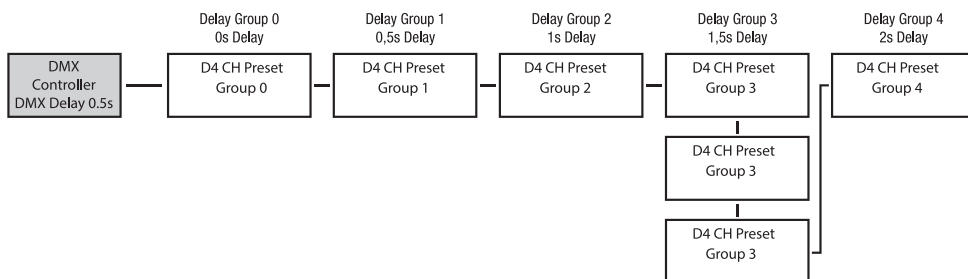 Delay Group 0
0s Delay
Delay Group 1
0,5s Delay
Delay Group 2
1s Delay
Delay Group 3
1,5s Delay
Delay Group 4
2s Delay
DMX
Controller
DMX Delay 0.5s
D4 CH Preset
Group 0
D4 CH Preset
Group 1
D4 CH Preset
Group 2
D4 CH Preset
Group 3
D4 CH Preset
Group 4
D4 CH Preset
Group 3
D4 CH Preset
Group 3